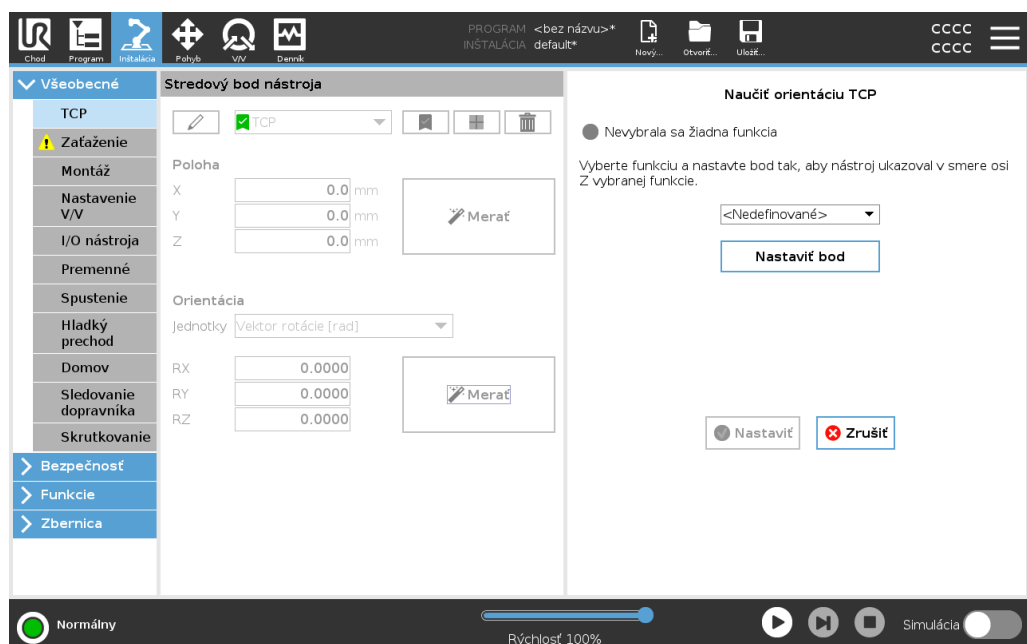 PROGRAM <bez názvu>*
INŠTALÁCIA default*
UR
Chod
Program
Inštalácia
Pohyb
V/V
Denník
Nový...
Otvoriť...
Uložiť...
CCCC
CCCC
Všeobecné
TCP
Zaťaženie
Montáž
Nastavenie
V/V
I/O nástroja
Premenné
Spustenie
Hladký
prechod
Domov
Sledovanie
dopravníka
Skrutkovanie
Bezpečnosť
Funkcie
Zbernica
Stredový bod nástroja
TCP
Poloha
X 0.0 mm
Y 0.0 mm
Z 0.0 mm
Merať
Orientácia
Jednotky Vektor rotácie [rad]
RX 0.0000
RY 0.0000
RZ 0.0000
Merať
Naučiť orientáciu TCP
Nevybrala sa žiadna funkcia
Vyberte funkciu a nastavte bod tak, aby nástroj ukazoval v smere osi
Z vybranej funkcie.
<Nedefinované>
Nastaviť bod
Nastaviť
Zrušiť
Normálny
Rýchlosť 100%
Simulácia